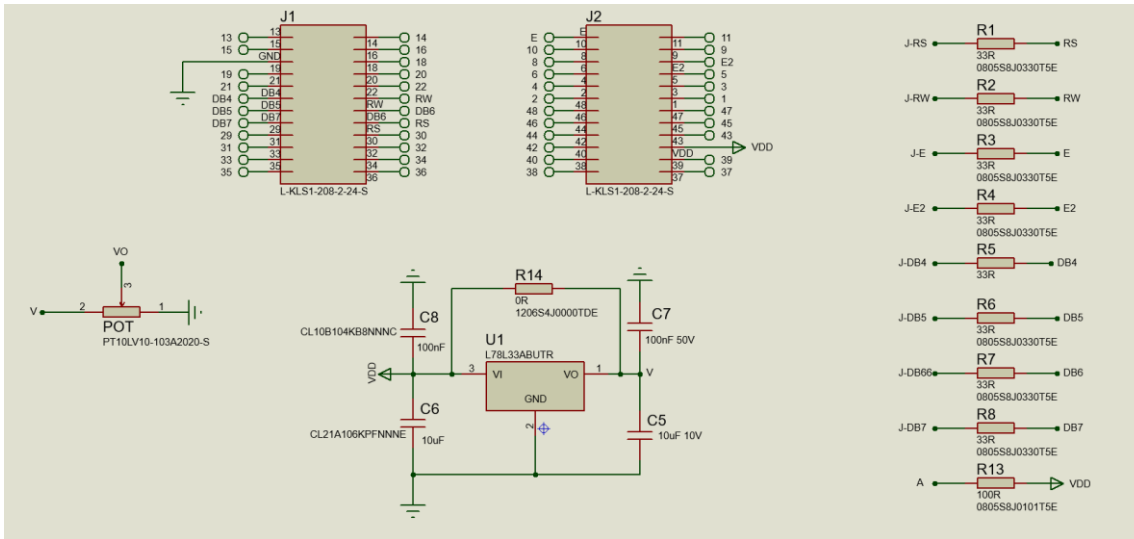 J1
13
15
19
21
DB4
DB5
DB7
29
31
33
35
13
15
GND
19
21
DB4
DB5
DB7
29
31
33
35
14
16
18
20
22
RW
DB6
RS
30
32
34
36
14
16
18
20
22
RW
DB6
RS
30
32
34
36
L-KLS1-208-2-24-S
J2
E
10
8
6
4
2
48
46
44
42
40
38
E
10
8
6
4
2
48
46
44
42
40
38
11
9
E2
5
3
1
47
45
43
VDD
39
37
11
9
E2
5
3
1
47
45
43
VDD
39
37
L-KLS1-208-2-24-S
R1
J-RS
RS
33R
0805S8J0330T5E
R2
J-RW
RW
33R
0805S8J0330T5E
R3
J-E
E
33R
0805S8J0330T5E
R4
J-E2
E2
33R
0805S8J0330T5E
R5
J-DB4
DB4
33R
R6
J-DB5
DB5
33R
0805S8J0330T5E
R7
J-DB66
DB6
33R
0805S8J0330T5E
R8
J-DB7
DB7
33R
0805S8J0330T5E
R13
A
VDD
100R
0805S8J0101T5E
VO
3
V
2
1
POT
PT10LV10-103A2020-S
R14
0R
1206S4J0000TDE
C8
CL10B104KB8NNNC
100nF
C7
100nF 50V
U1
L78L33ABUTR
VDD
3
VI
VO
1
V
GND
2
C6
CL21A106KPFNNNE
10uF
C5
10uF 10V